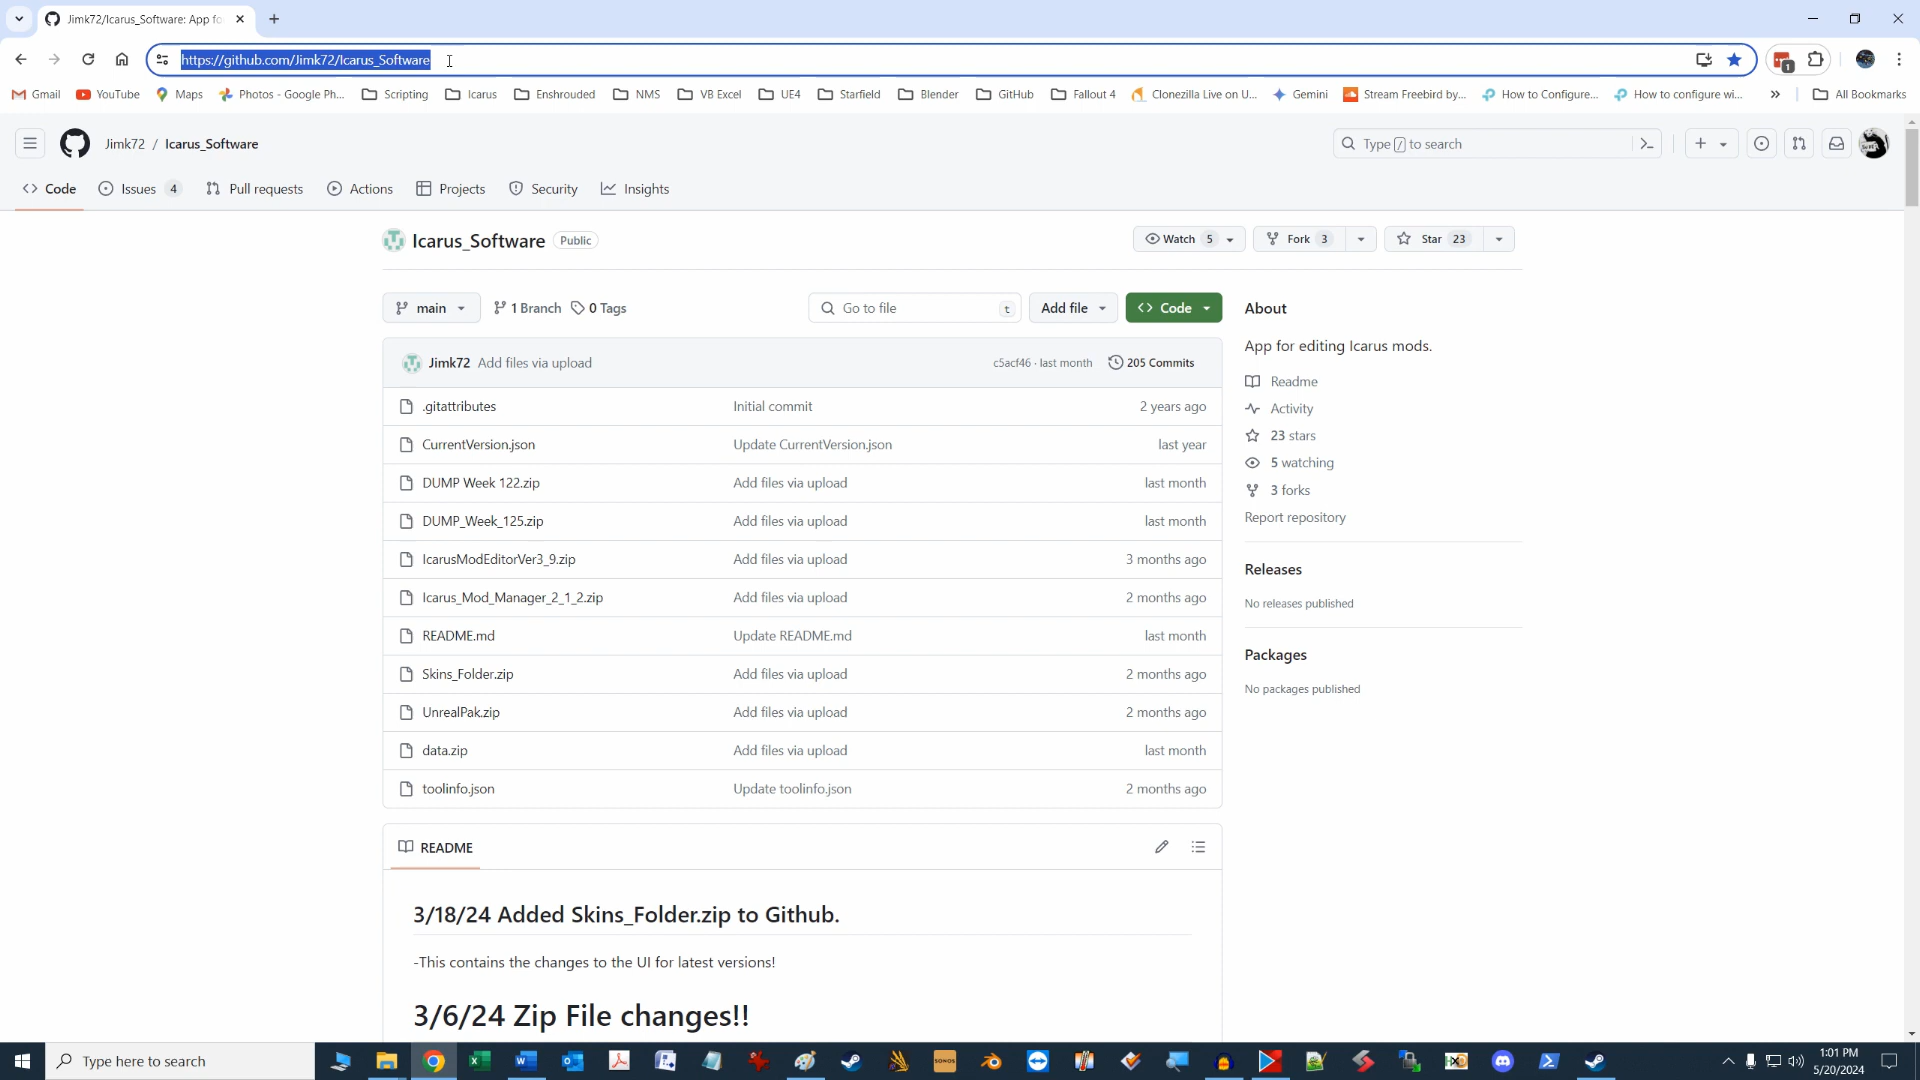 Jimk72/Icarus_Software: App fo
https://github.com/Jimk72/Icarus_Software
1
Gmail YouTube Maps Photos - Google Ph... Scripting Icarus Enshrouded NMS VB Excel UE4 Starfield Blender GitHub Fallout 4 Clonezilla Live on U... Gemini Stream Freebird by... How to Configure... How to configure wi... » All Bookmarks
Jimk72 / Icarus_Software
Type / to search
Code Issues 4 Pull requests Actions Projects Security Insights
Icarus_Software Public
Watch 5 Fork 3 Star 23
main 1 Branch 0 Tags Go to file t Add file Code
About
App for editing Icarus mods.
Readme
Activity
23 stars
5 watching
3 forks
Report repository
Releases
No releases published
Packages
No packages published
Jimk72 Add files via upload c5acf46 · last month 205 Commits
.gitattributes Initial commit 2 years ago
CurrentVersion.json Update CurrentVersion.json last year
DUMP Week 122.zip Add files via upload last month
DUMP_Week_125.zip Add files via upload last month
IcarusModEditorVer3_9.zip Add files via upload 3 months ago
Icarus_Mod_Manager_2_1_2.zip Add files via upload 2 months ago
README.md Update README.md last month
Skins_Folder.zip Add files via upload 2 months ago
UnrealPak.zip Add files via upload 2 months ago
data.zip Add files via upload last month
toolinfo.json Update toolinfo.json 2 months ago
README
3/18/24 Added Skins_Folder.zip to Github.
-This contains the changes to the UI for latest versions!
3/6/24 Zip File changes!!
Type here to search
SONOS
1:01 PM
5/20/2024